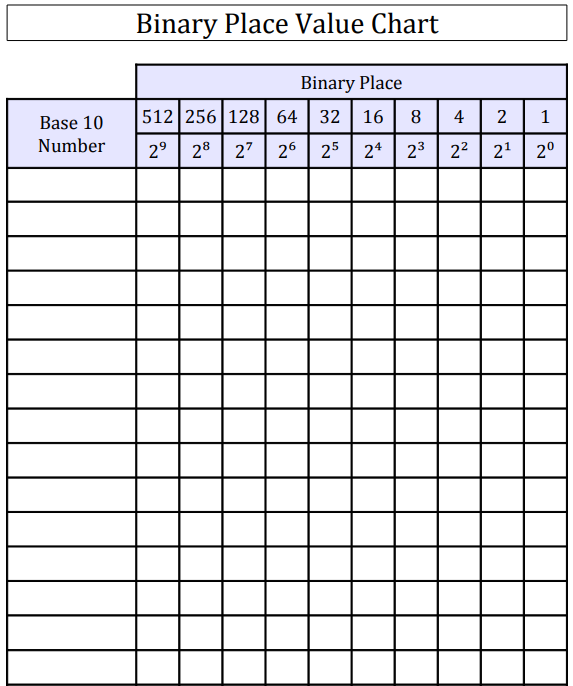 Binary Place Value Chart
Binary Place
Base 10
Number
512 256 128 64 32 16 8 4 2 1
2⁹ 2⁸ 2⁷ 2⁶ 2⁵ 2⁴ 2³ 2² 2¹ 2⁰